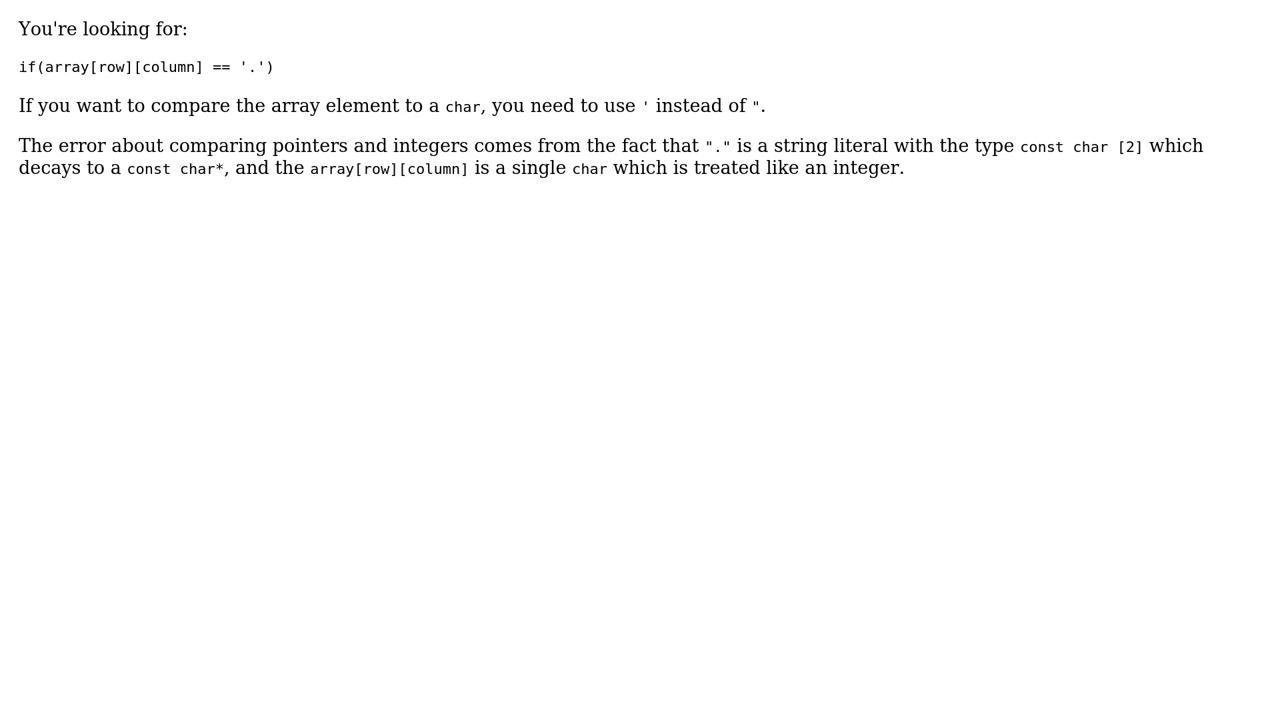 You're looking for:
if(array[row][column] == '.')
If you want to compare the array element to a char, you need to use ' instead of ".
The error about comparing pointers and integers comes from the fact that "." is a string literal with the type const char [2] which
decays to a const char*, and the array[row][column] is a single char which is treated like an integer.